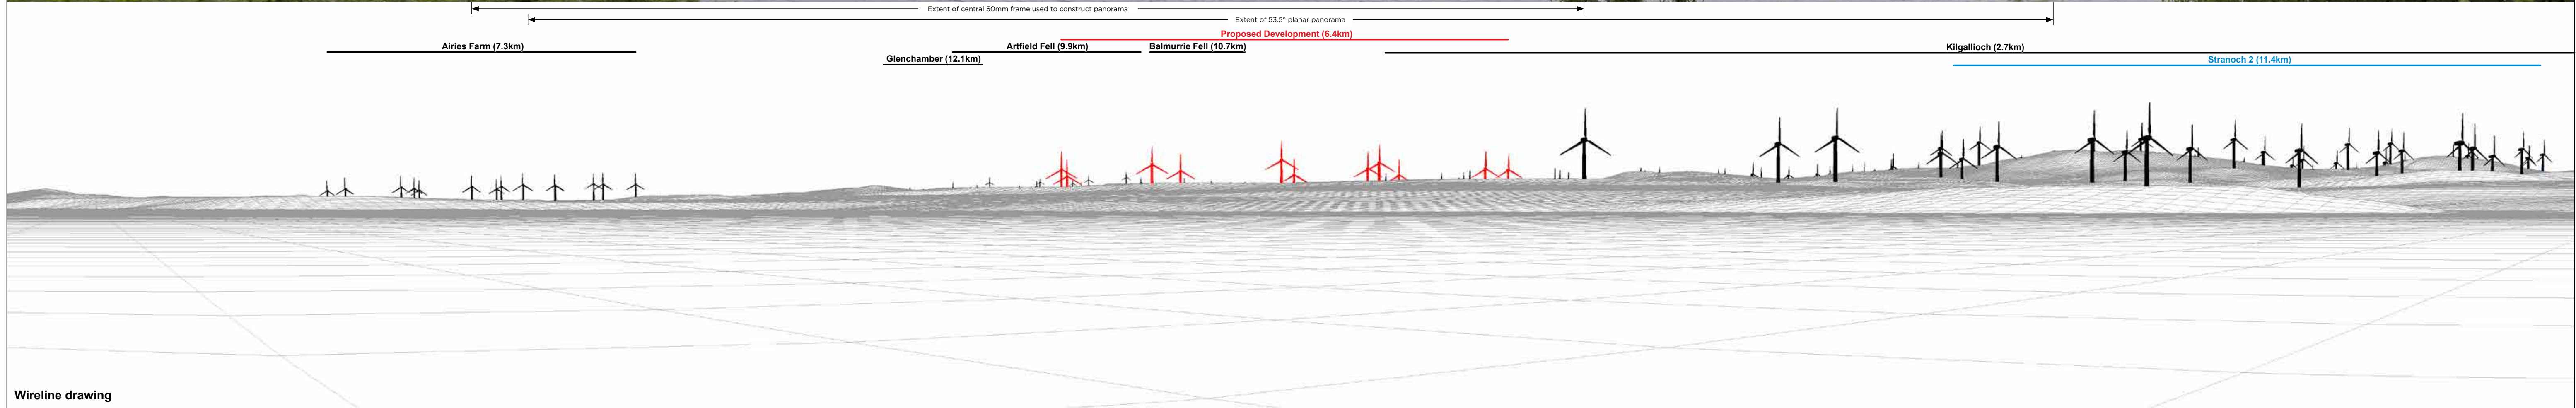 Extent of central 50mm frame used to construct panorama
Extent of 53.5° planar panorama
Proposed Development (6.4km)
Airies Farm (7.3km)
Artfield Fell (9.9km)
Balmurrie Fell (10.7km)
Kilgallioch (2.7km)
Glenchamber (12.1km)
Stranoch 2 (11.4km)
Wireline drawing